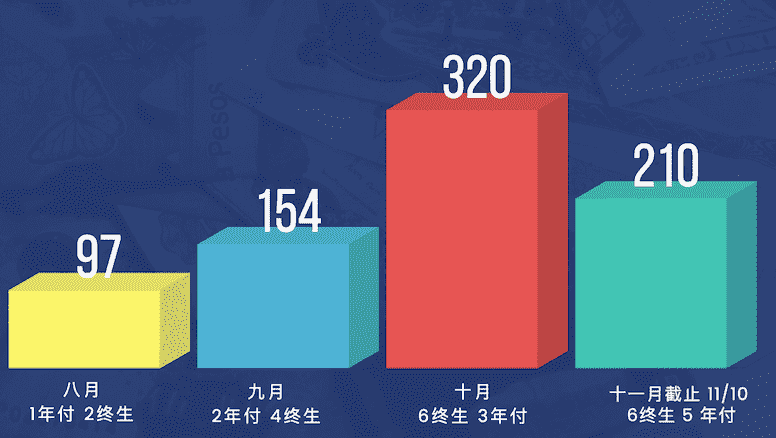 97
154
320
210
八月
1年付 2终生
九月
2年付 4终生
十月
6终生 3年付
十一月截止 11/10
6终生 5 年付
Pesos